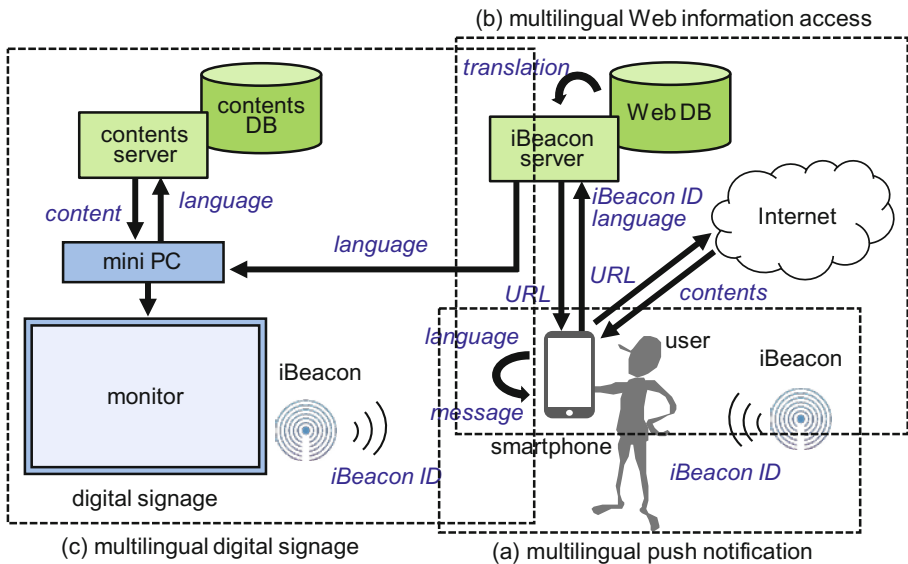 (b) multilingual Web information access
translation
contents
DB
contents
server
Web DB
iBeacon
server
content
language
iBeacon ID
language
Internet
mini PC
language
URL
URL
contents
language
user
iBeacon
iBeacon
monitor
message
smartphone
iBeacon ID
iBeacon ID
digital signage
(c) multilingual digital signage
(a) multilingual push notification